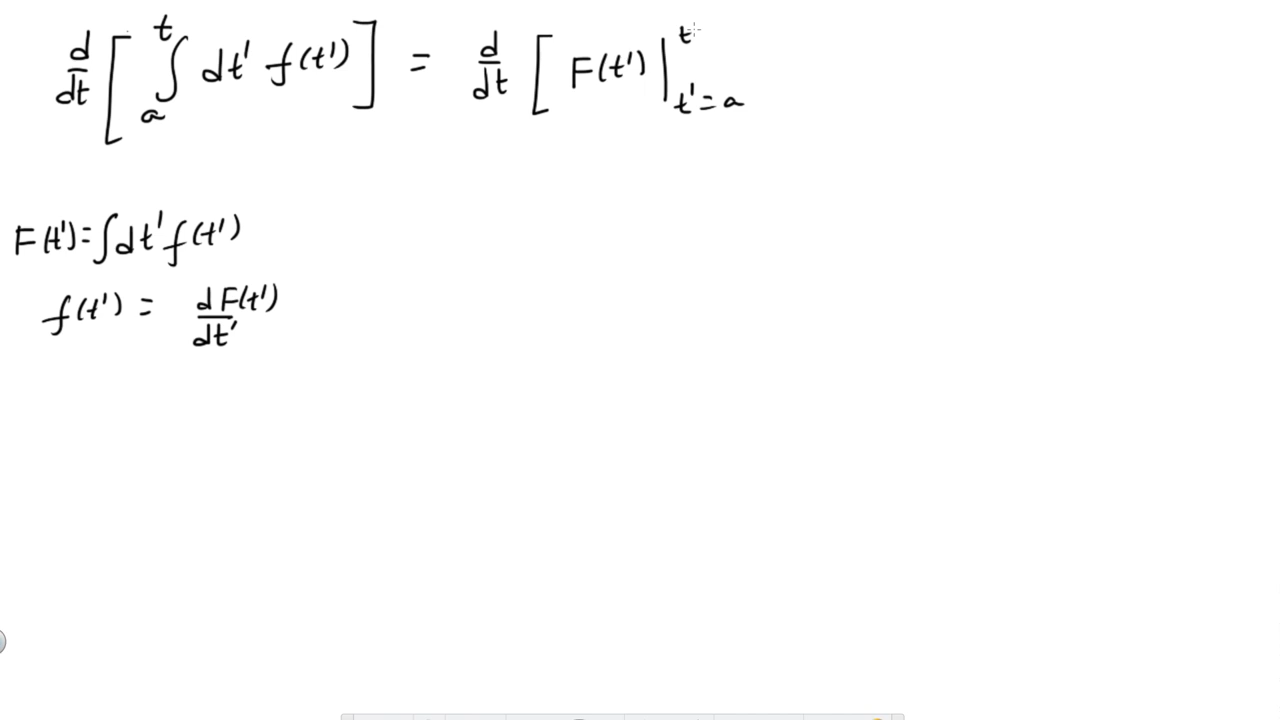 d/dt [ ∫_a^t dt' f(t') ] = d/dt [ F(t') |_{t'=a}^{t'
F(t') = ∫dt' f(t')
f(t') = dF(t')/dt'